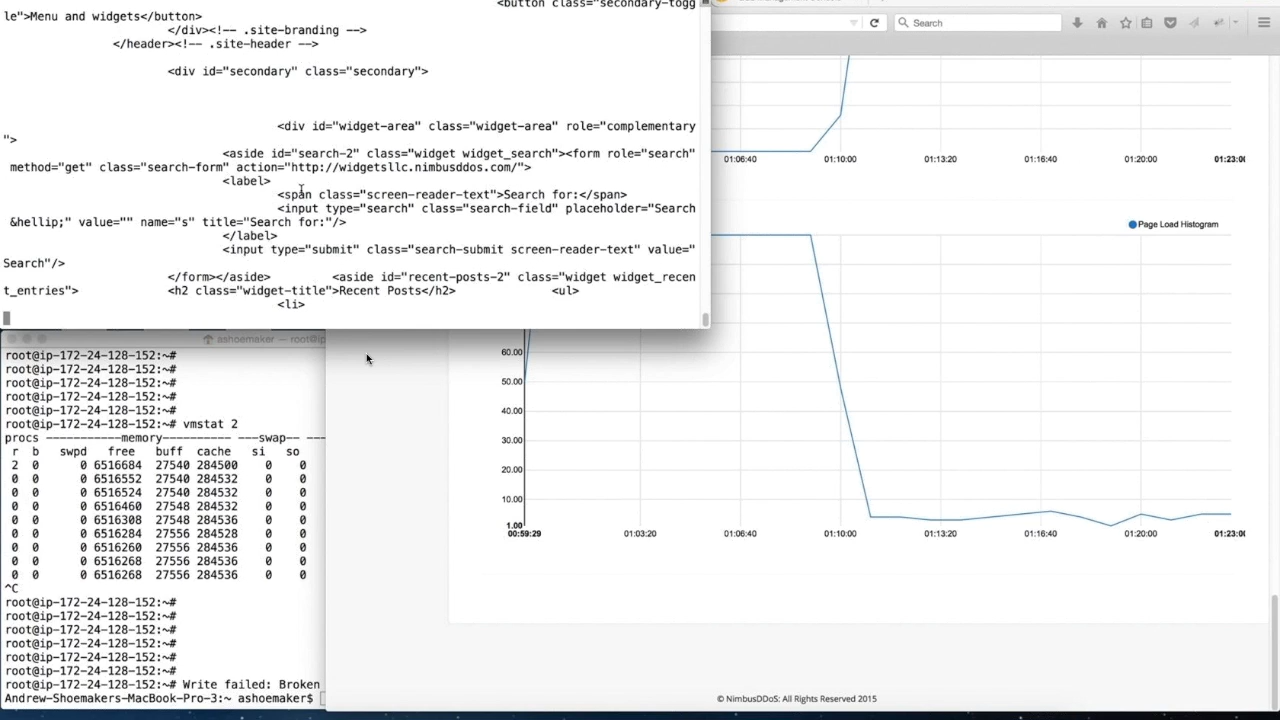 <button class="secondary-togg
le">Menu and widgets</button>
</div><!-- .site-branding -->
</header><!-- .site-header -->
<div id="secondary" class="secondary">
<div id="widget-area" class="widget-area" role="complementary
">
<aside id="search-2" class="widget widget_search"><form role="search"
method="get" class="search-form" action="http://widgetsllc.nimbusddos.com/">
<label>
<span class="screen-reader-text">Search for:</span>
<input type="search" class="search-field" placeholder="Search
&hellip;" value="" name="s" title="Search for:"/>
</label>
<input type="submit" class="search-submit screen-reader-text" value="
Search"/>
</form></aside> <aside id="recent-posts-2" class="widget widget_recen
t_entries"> <h2 class="widget-title">Recent Posts</h2> <ul>
<li>
ashoemaker — root@ip
root@ip-172-24-128-152:~#
root@ip-172-24-128-152:~#
root@ip-172-24-128-152:~#
root@ip-172-24-128-152:~#
root@ip-172-24-128-152:~#
root@ip-172-24-128-152:~# vmstat 2
procs -----------memory---------- ---swap-- ---
r b swpd free buff cache si so
2 0 0 6516684 27540 284500 0 0
0 0 0 6516552 27540 284532 0 0
0 0 0 6516524 27540 284532 0 0
0 0 0 6516460 27548 284532 0 0
0 0 0 6516308 27548 284536 0 0
0 0 0 6516284 27556 284528 0 0
0 0 0 6516260 27556 284536 0 0
0 0 0 6516268 27556 284536 0 0
0 0 0 6516268 27556 284536 0 0
^C
root@ip-172-24-128-152:~#
root@ip-172-24-128-152:~#
root@ip-172-24-128-152:~#
root@ip-172-24-128-152:~#
root@ip-172-24-128-152:~#
root@ip-172-24-128-152:~#
root@ip-172-24-128-152:~# Write failed: Broken
Andrew-Shoemakers-MacBook-Pro-3:~ ashoemaker$
Search
01:06:40 01:10:00 01:13:20 01:16:40 01:20:00 01:23:00
Page Load Histogram
60.00
50.00
40.00
30.00
20.00
10.00
1.00
00:59:29 01:03:20 01:06:40 01:10:00 01:13:20 01:16:40 01:20:00 01:23:00
© NimbusDDoS: All Rights Reserved 2015